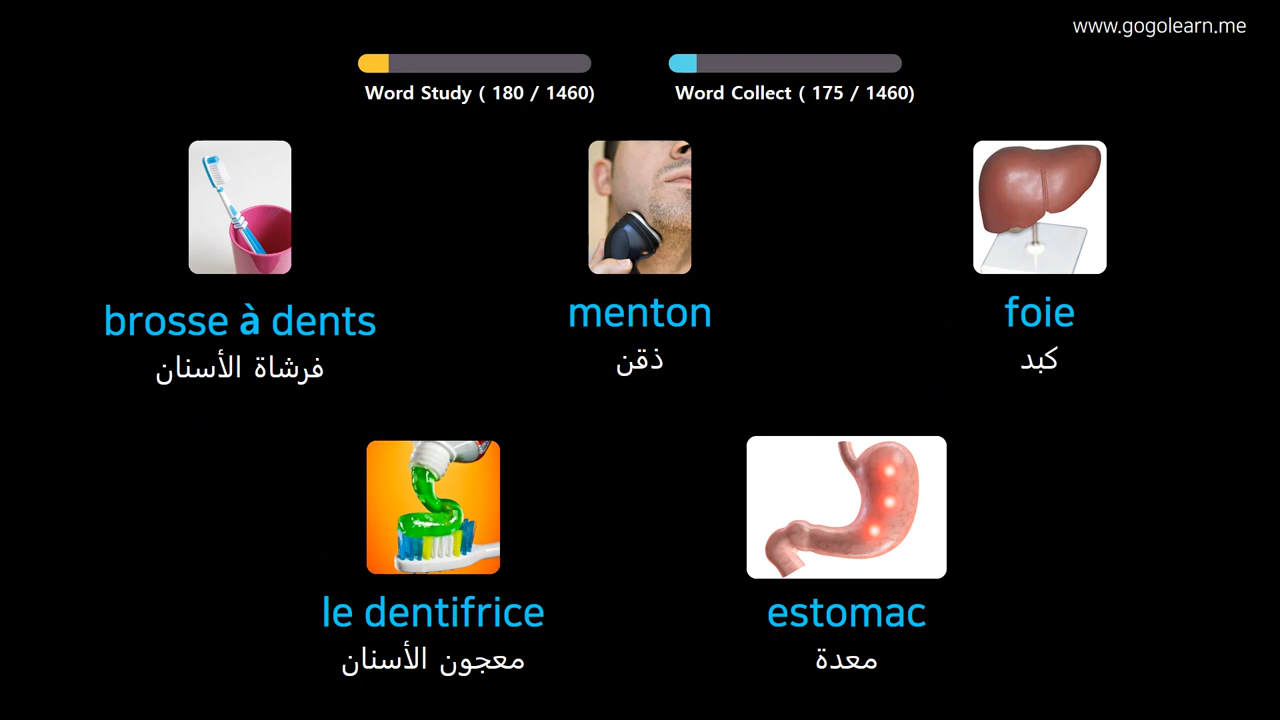 www.gogolearn.me
Word Study ( 180 / 1460)
Word Collect ( 175 / 1460)
brosse à dents
فرشاة الأسنان
menton
ذقن
foie
كبد
le dentifrice
معجون الأسنان
estomac
معدة